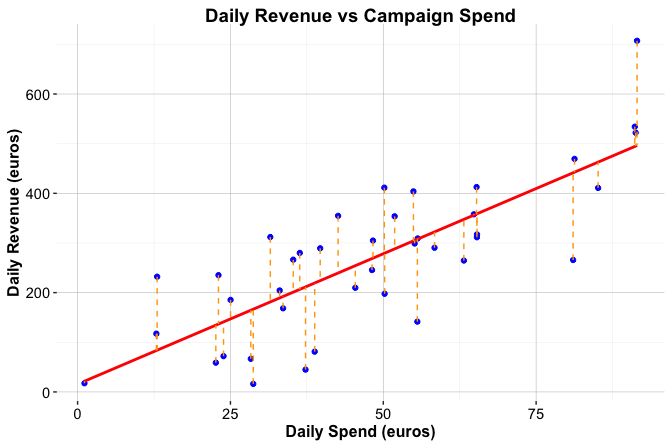 Daily Revenue vs Campaign Spend
Daily Revenue (euros)
600
400
200
0
0 25 50 75
Daily Spend (euros)